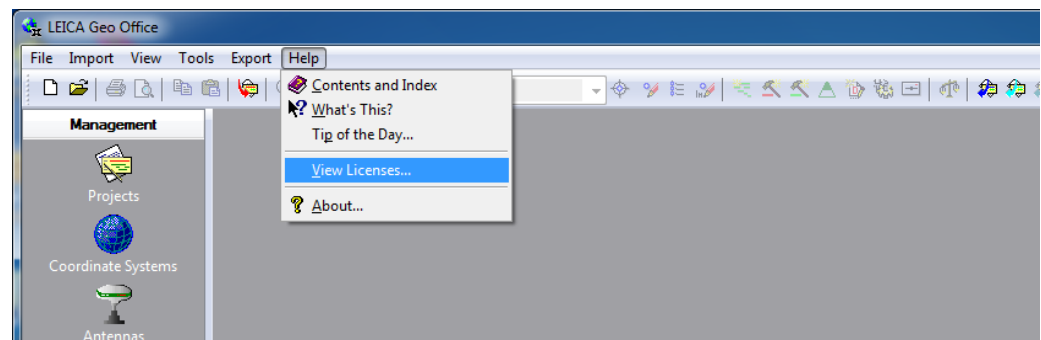 LEICA Geo Office
File Import View Tools Export Help
Contents and Index
What's This?
Tip of the Day...
View Licenses...
About...
Management
Projects
Coordinate Systems
Antennas